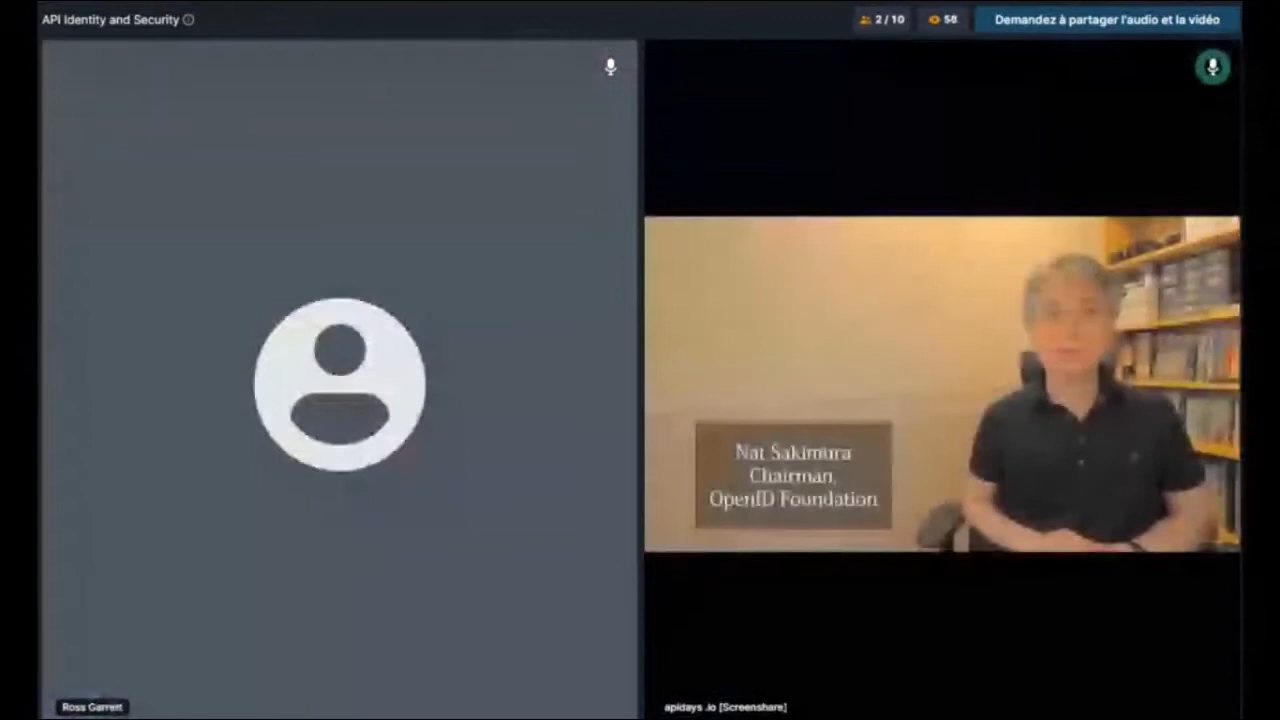 API Identity and Security
2 / 10
58
Demandez à partager l'audio et la vidéo
Nat Sakimura
Chairman,
OpenID Foundation
Ross Garrett
apidays .io [Screenshare]